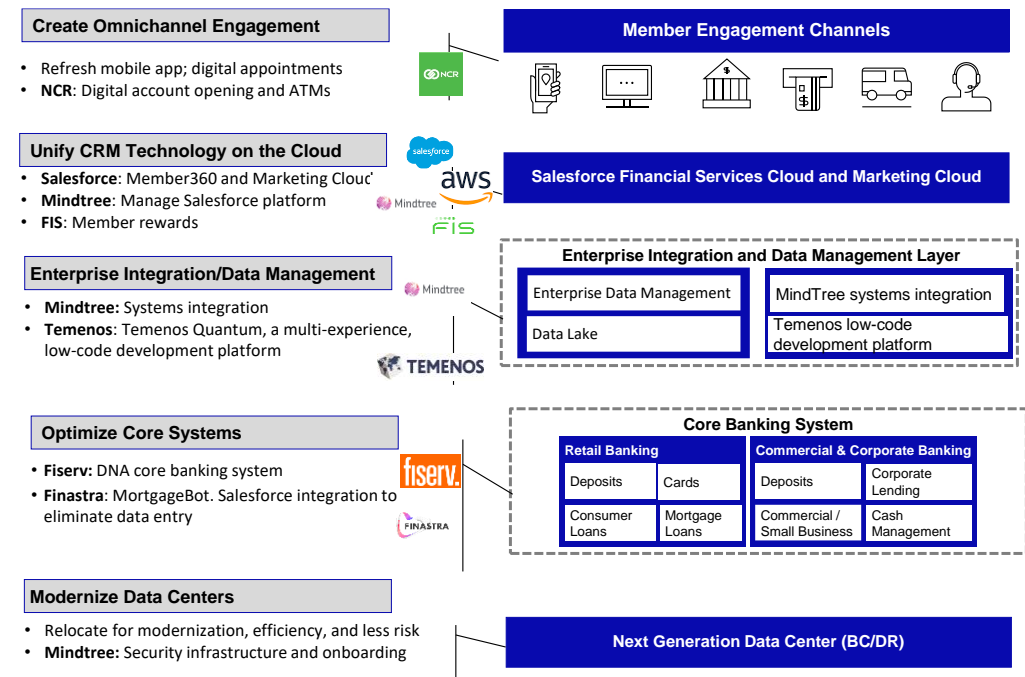 Create Omnichannel Engagement
• Refresh mobile app; digital appointments
• NCR: Digital account opening and ATMs
NCR
Member Engagement Channels
...
$
$
Unify CRM Technology on the Cloud
• Salesforce: Member360 and Marketing Cloud
• Mindtree: Manage Salesforce platform
• FIS: Member rewards
salesforce
aws
Mindtree
FIS
Salesforce Financial Services Cloud and Marketing Cloud
Enterprise Integration/Data Management
• Mindtree: Systems integration
• Temenos: Temenos Quantum, a multi-experience,
low-code development platform
Mindtree
TEMENOS
Enterprise Integration and Data Management Layer
Enterprise Data Management
Data Lake
MindTree systems integration
Temenos low-code
development platform
Optimize Core Systems
• Fiserv: DNA core banking system
• Finastra: MortgageBot. Salesforce integration to
eliminate data entry
fiserv.
FINASTRA
Core Banking System
Retail Banking
Deposits
Cards
Consumer
Loans
Mortgage
Loans
Commercial & Corporate Banking
Deposits
Corporate
Lending
Commercial /
Small Business
Cash
Management
Modernize Data Centers
• Relocate for modernization, efficiency, and less risk
• Mindtree: Security infrastructure and onboarding
Next Generation Data Center (BC/DR)